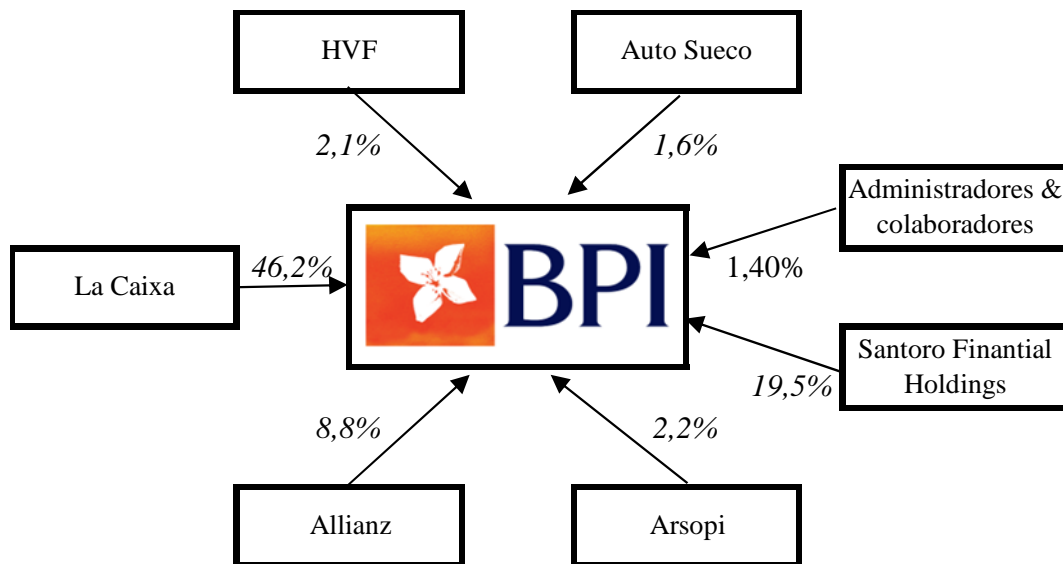 HVF
Auto Sueco
2,1%
1,6%
Administradores &
colaboradores
La Caixa
46,2%
BPI
1,40%
Santoro Finantial
Holdings
19,5%
8,8%
2,2%
Allianz
Arsopi